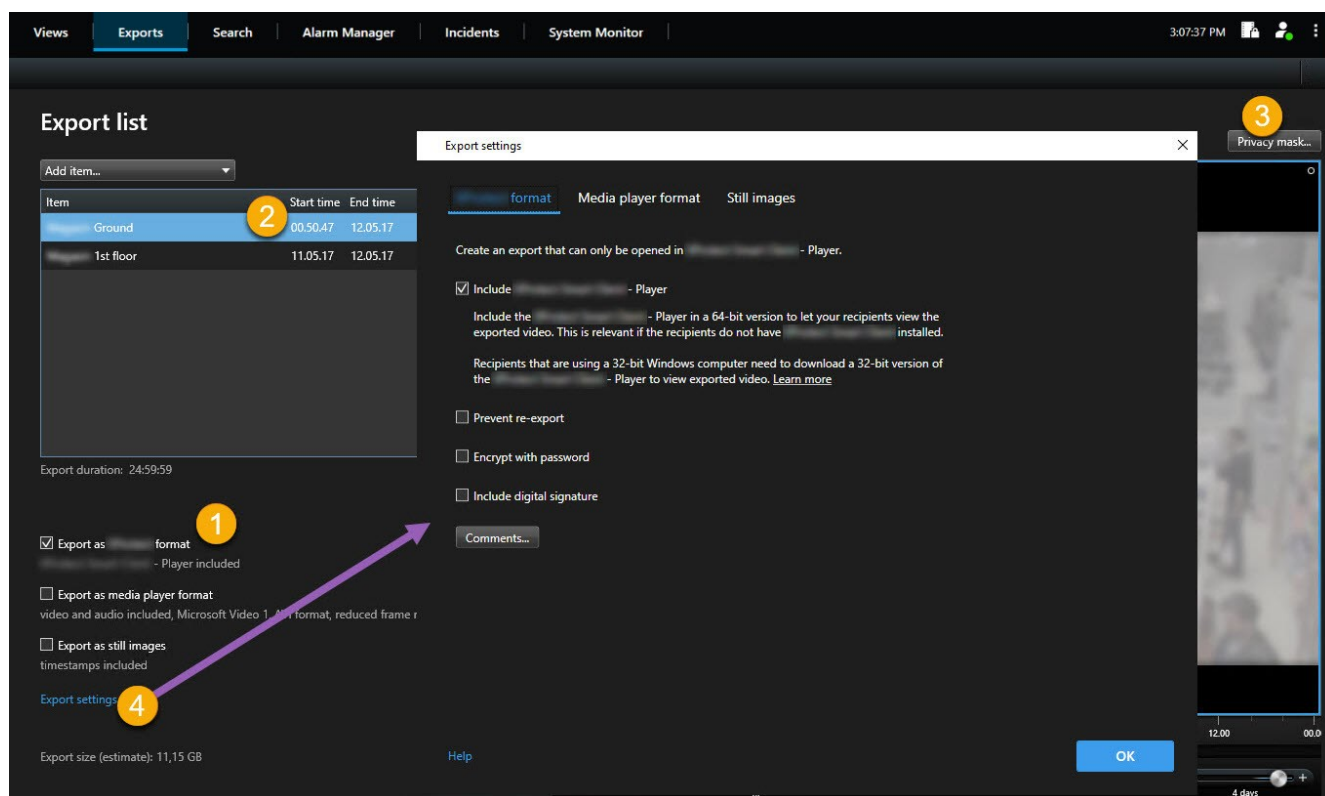 Views Exports Search Alarm Manager Incidents System Monitor 3:07:37 PM
Export list
3
Privacy mask...
Add item...
Item Start time End time
2
Ground 00.50.47 12.05.17
1st floor 11.05.17 12.05.17
Export duration: 24:59:59
1
Export as format
- Player included
Export as media player format
video and audio included, Microsoft Video 1, format, reduced frame
Export as still images
timestamps included
Export settings
4
Export size (estimate): 11,15 GB
Export settings
format Media player format Still images
Create an export that can only be opened in - Player.
Include - Player
Include the - Player in a 64-bit version to let your recipients view the
exported video. This is relevant if the recipients do not have installed.
Recipients that are using a 32-bit Windows computer need to download a 32-bit version of
the - Player to view exported video. Learn more
Prevent re-export
Encrypt with password
Include digital signature
Comments...
Help OK
12.00 00.0
4 days